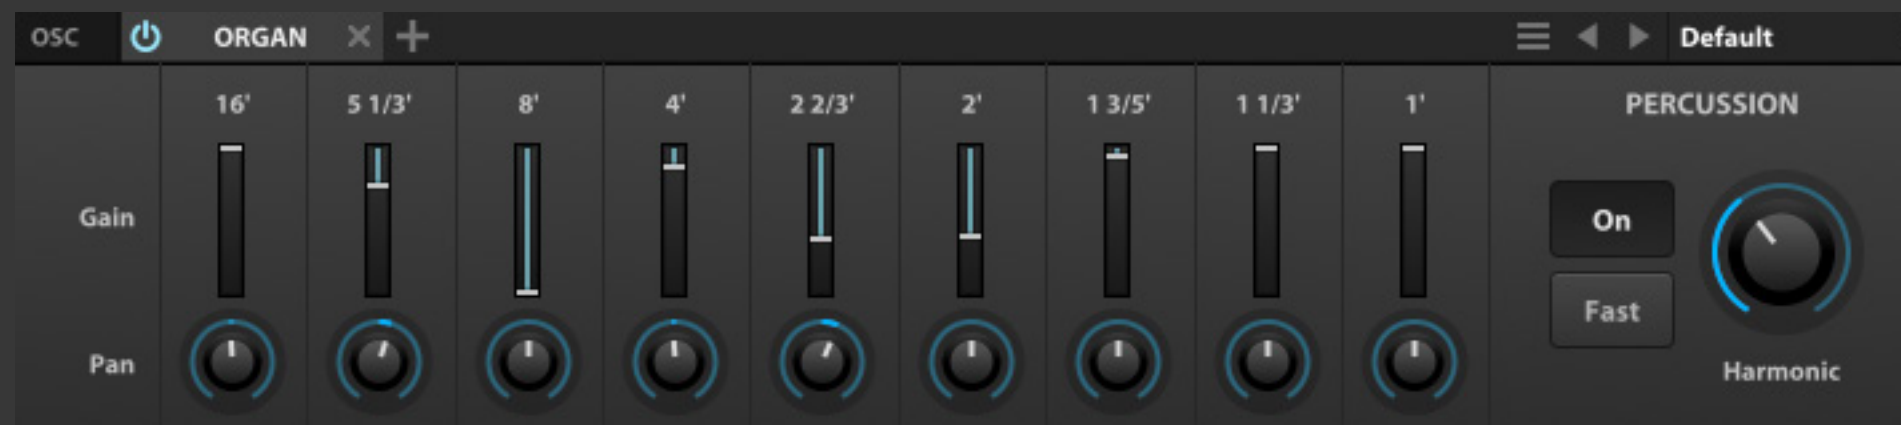 OSC ORGAN Default
16' 5 1/3' 8' 4' 2 2/3' 2' 1 3/5' 1 1/3' 1' PERCUSSION
Gain On
Fast
Pan Harmonic